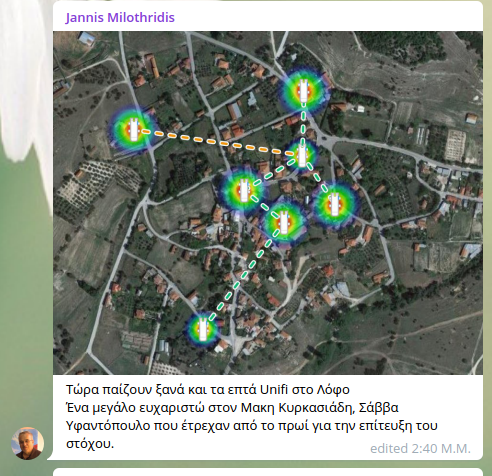 Jannis Milothridis
Τώρα παίζουν ξανά και τα επτά Unifi στο Λόφο
Ένα μεγάλο ευχαριστώ στον Μακη Κυρκασιάδη, Σάββα
Υφαντόπουλο που έτρεχαν από το πρωί για την επίτευξη του
στόχου.
edited 2:40 Μ.Μ.